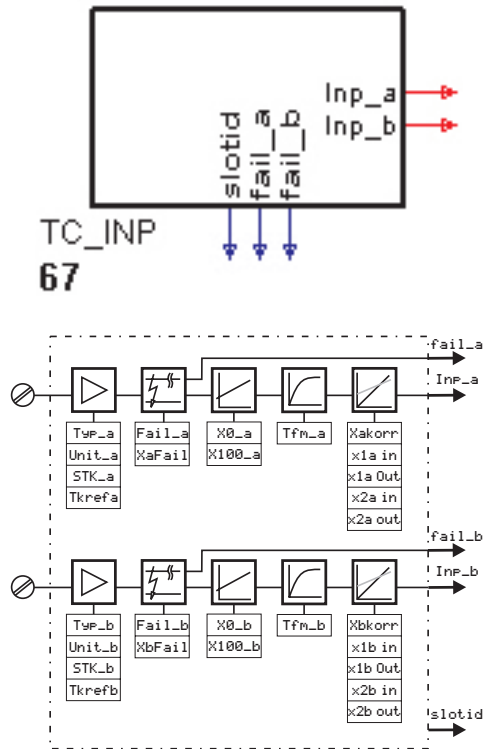 Inp_a
Inp_b
slotid
fail_a
fail_b
TC_INP
67
fail_a
Inp_a
Typ_a Fail_a X0_a Tfm_a Xakorr
Unit_a XaFail X100_a x1a in
STK_a x1a Out
Tkrefa x2a in
x2a out
fail_b
Inp_b
Typ_b Fail_b X0_b Tfm_b Xbkorr
Unit_b XbFail X100_b x1b in
STK_b x1b Out
Tkrefb x2b in
x2b out
slotid